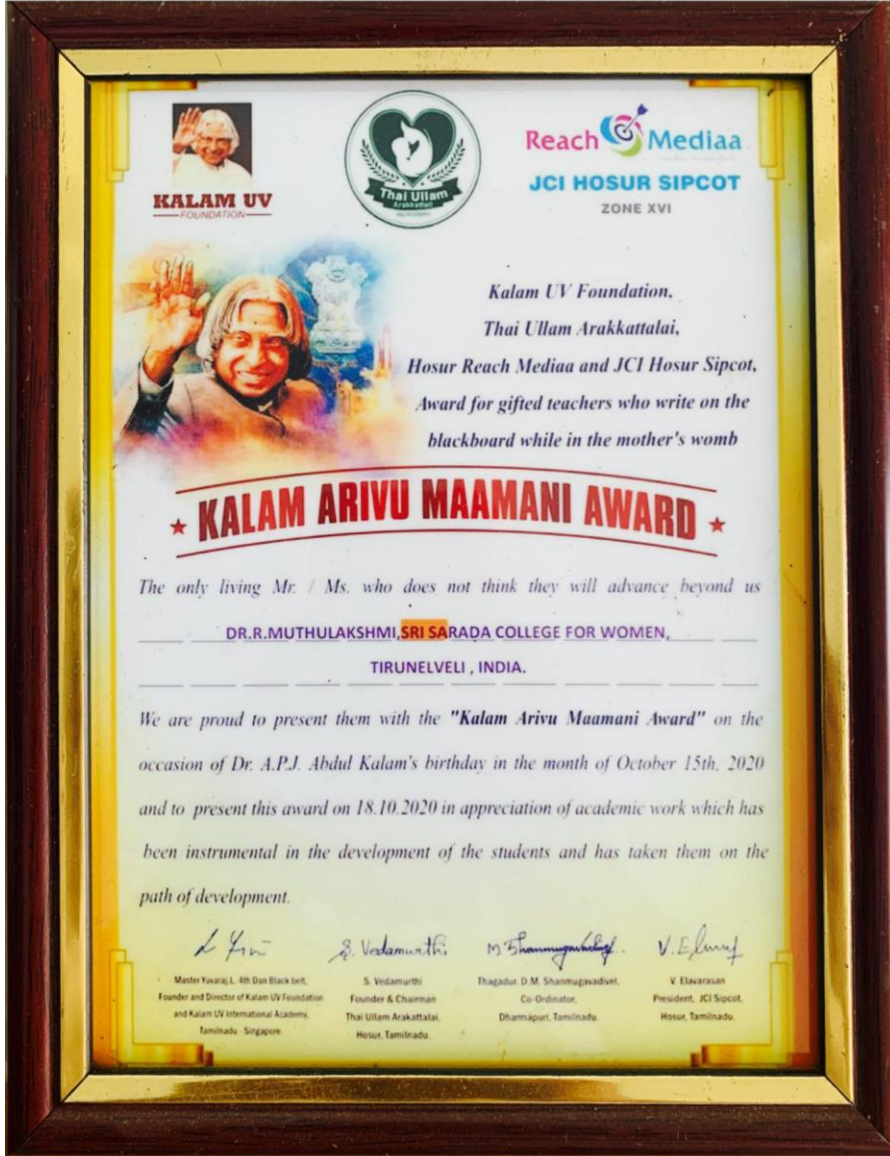 KALAM UV
FOUNDATION
Thai Ullam
Arakkattali
Reach Mediaa
JCI HOSUR SIPCOT
ZONE XVI
Kalam UV Foundation,
Thai Ullam Arakkattalai,
Hosur Reach Mediaa and JCI Hosur Sipcot,
Award for gifted teachers who write on the
blackboard while in the mother's womb
KALAM ARIVU MAAMANI AWARD
The only living Mr. / Ms. who does not think they will advance beyond us
DR.R.MUTHULAKSHMI,SRI SARADA COLLEGE FOR WOMEN,
TIRUNELVELI , INDIA.
We are proud to present them with the "Kalam Arivu Maamani Award" on the
occasion of Dr. A.P.J. Abdul Kalam's birthday in the month of October 15th, 2020
and to present this award on 18.10.2020 in appreciation of academic work which has
been instrumental in the development of the students and has taken them on the
path of development.
S. Vedamurthi
Master Yuvaraj.L. 4th Dan Black belt,
Founder and Director of Kalam UV Foundation
and Kalam UV International Academy,
Tamilnadu - Singapore.
S. Vedamurthi
Founder & Chairman
Thai Ullam Arakattalai,
Hosur, Tamilnadu.
Thagadur. D.M. Shanmugavadivel,
Co-Ordinator,
Dharmapuri, Tamilnadu.
V. Elavarasan
President, JCI Sipcot,
Hosur, Tamilnadu.